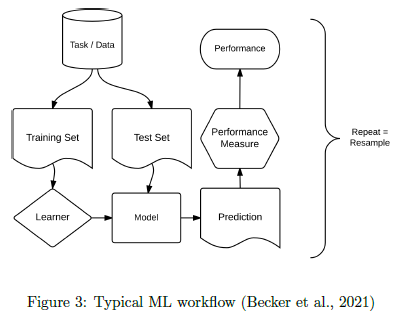 Task / Data
Performance
Training Set
Test Set
Performance
Measure
Repeat =
Resample
Learner
Model
Prediction
Figure 3: Typical ML workflow (Becker et al., 2021)